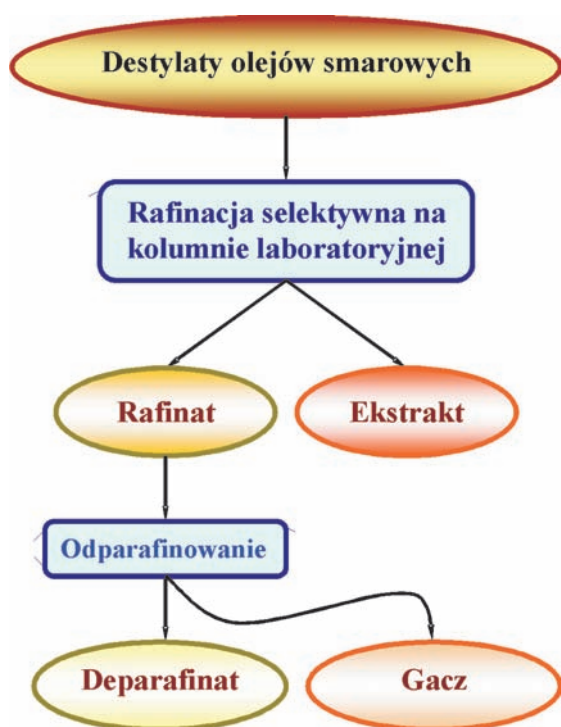 Destylaty olejów smarowych
Rafinacja selektywna na
kolumnie laboratoryjnej
Rafinat
Ekstrakt
Odparafinowanie
Deparafinat
Gacz